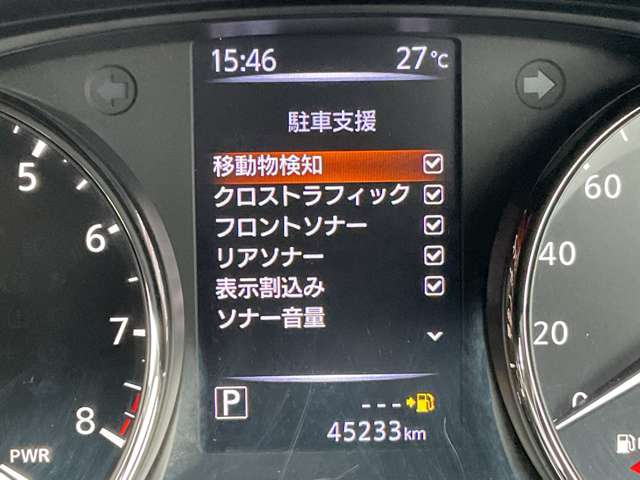 15:46 27℃
駐車支援
移動物検知
クロストラフィック
フロントソナー
リアソナー
表示割込み
ソナー音量
P ---
45233km
5
6
7
8
PWR
60
40
20
0